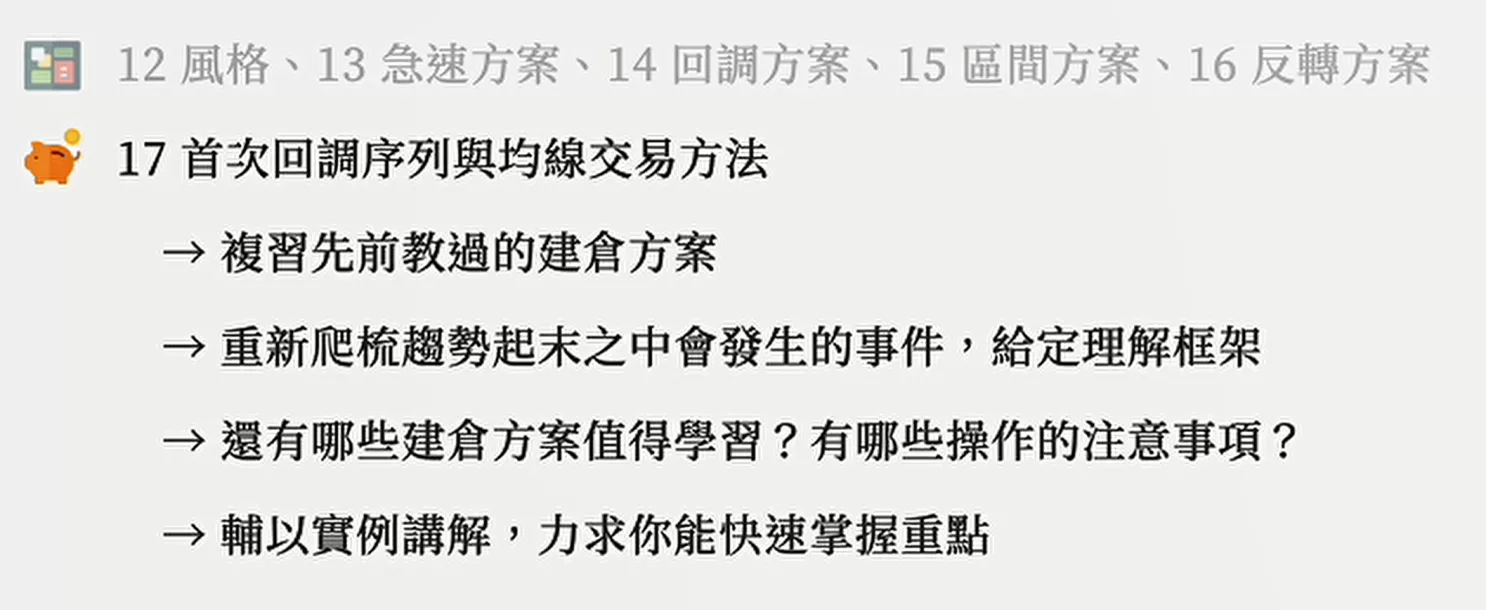 12 風格、13 急速方案、14 回調方案、15 區間方案、16 反轉方案
17 首次回調序列與均線交易方法
→ 複習先前教過的建倉方案
→ 重新爬梳趨勢起末之中會發生的事件，給定理解框架
→ 還有哪些建倉方案值得學習？有哪些操作的注意事項？
→ 輔以實例講解，力求你能快速掌握重點